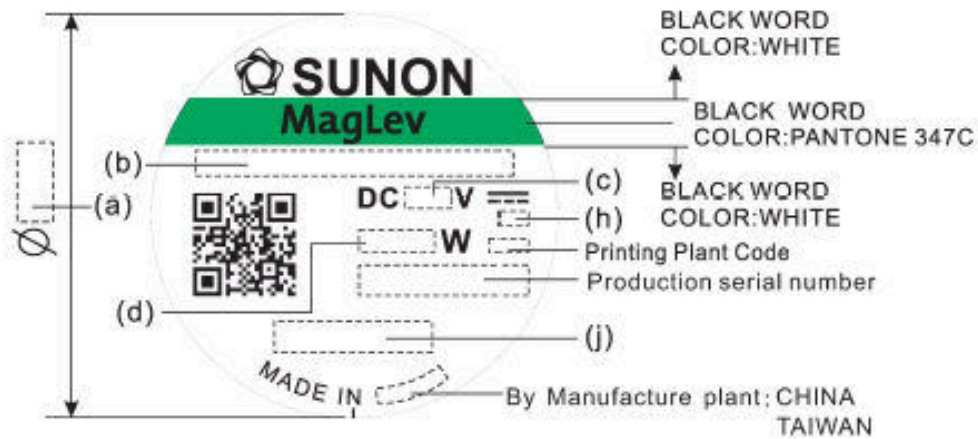 BLACK WORD
COLOR:WHITE
SUNON
MagLev
BLACK WORD
COLOR:PANTONE 347C
(b)
(c)
(a)
DC V
BLACK WORD
COLOR:WHITE
(h)
Ø
W
Printing Plant Code
Production serial number
(d)
(j)
MADE IN
By Manufacture plant: CHINA
TAIWAN